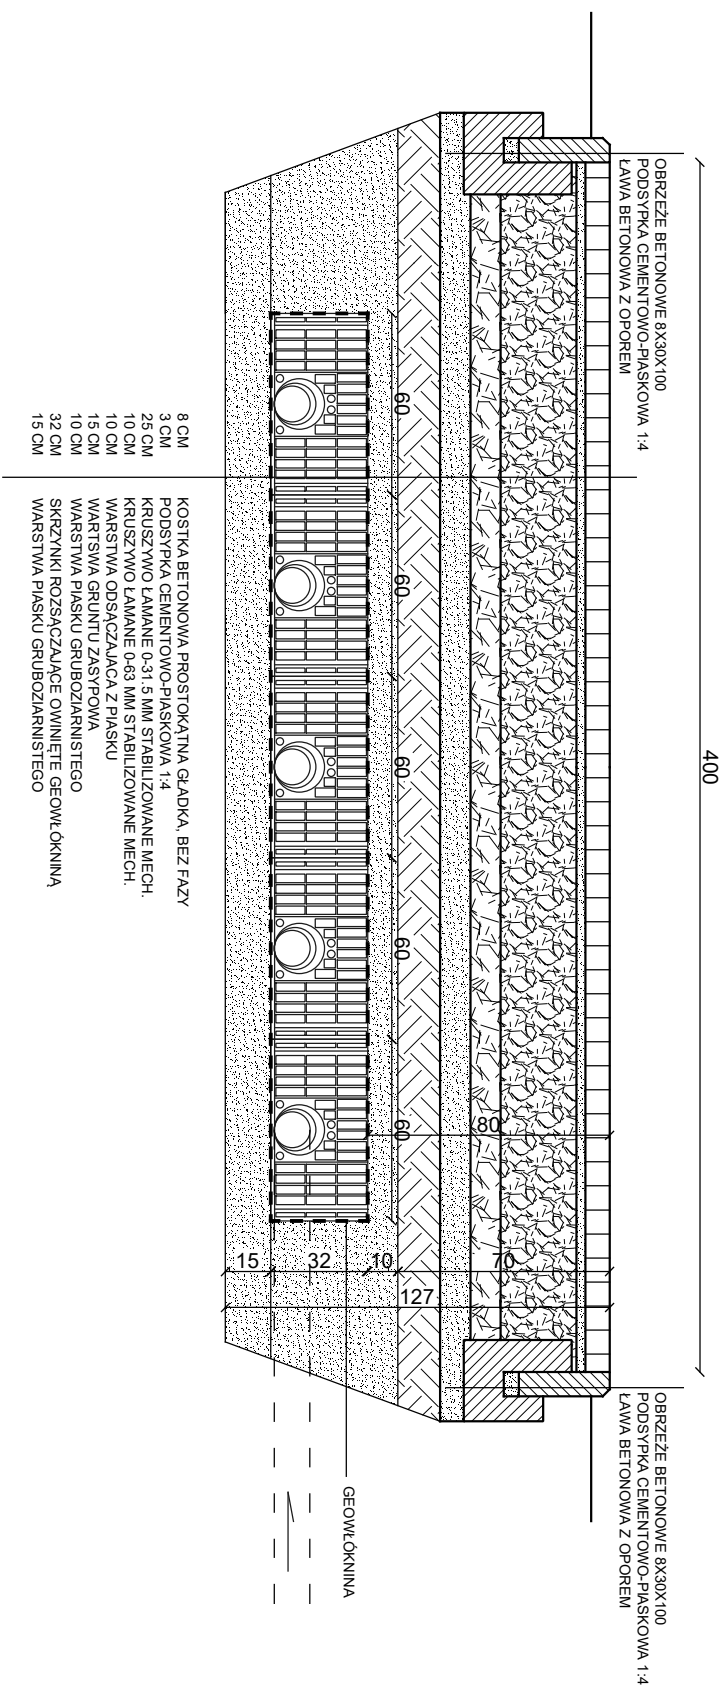 OBRZEŻE BETONOWE 8X30X100
PODSYPKA CEMENTOWO-PIASKOWA 1:4
ŁAWA BETONOWA Z OPOREM
400
OBRZEŻE BETONOWE 8X30X100
PODSYPKA CEMENTOWO-PIASKOWA 1:4
ŁAWA BETONOWA Z OPOREM
60
60
60
60
60
80
70
10
32
15
127
GEOWŁÓKNINA
8 CM KOSTKA BETONOWA PROSTOKĄTNA GŁADKA, BEZ FAZY
3 CM PODSYPKA CEMENTOWO-PIASKOWA 1:4
25 CM KRUSZYWO ŁAMANE 0-31.5 MM STABILIZOWANE MECH.
10 CM KRUSZYWO ŁAMANE 0-63 MM STABILIZOWANE MECH.
10 CM WARSTWA ODSĄCZAJACA Z PIASKU
15 CM WARTSWA GRUNTU ZASYPOWA
10 CM WARSTWA PIASKU GRUBOZIARNISTEGO
32 CM SKRZYNKI ROZSĄCZAJĄCE OWINIĘTE GEOWŁÓKNINĄ
15 CM WARSTWA PIASKU GRUBOZIARNISTEGO